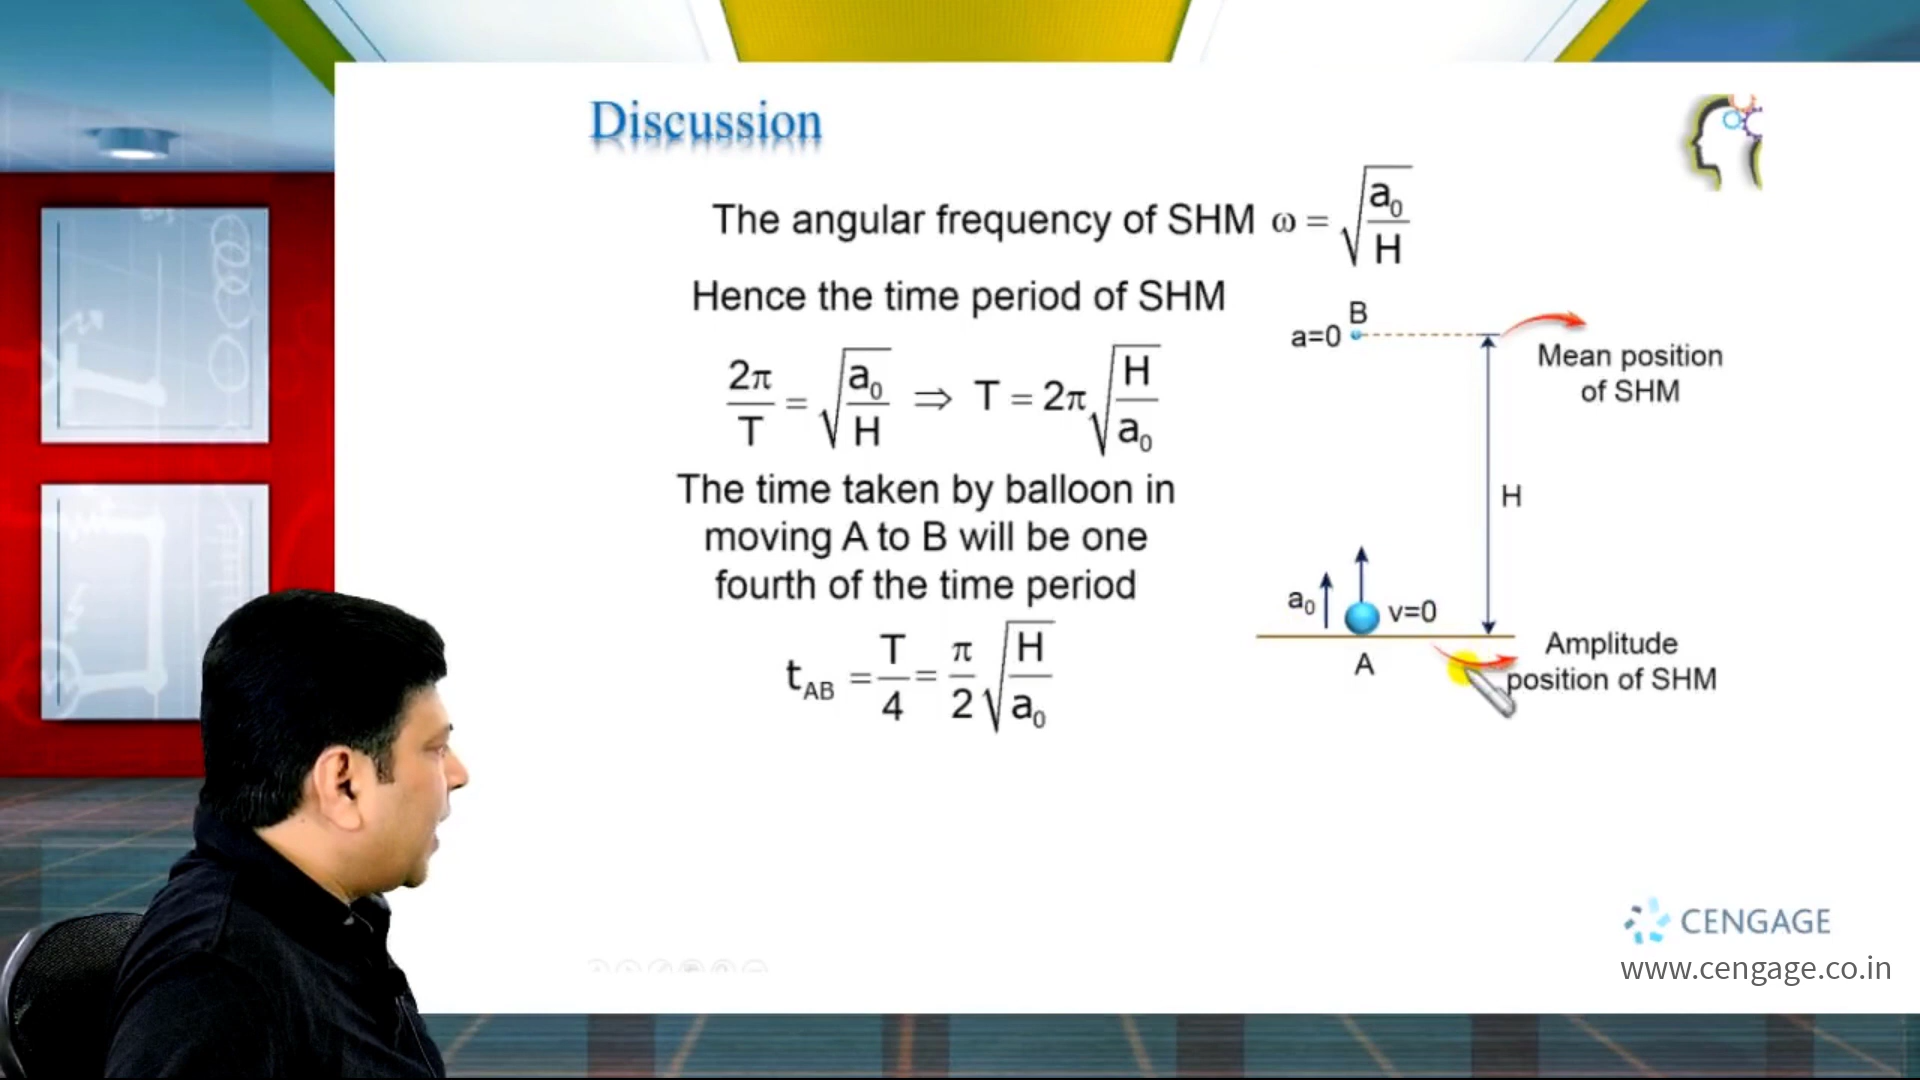 Discussion
The angular frequency of SHM ω = √(a₀/H)
Hence the time period of SHM
2π/T = √(a₀/H) ⇒ T = 2π√(H/a₀)
The time taken by balloon in
moving A to B will be one
fourth of the time period
t_AB = T/4 = π/2 √(H/a₀)
B
a=0
Mean position
of SHM
H
a₀
v=0
A
Amplitude
position of SHM
CENGAGE
www.cengage.co.in